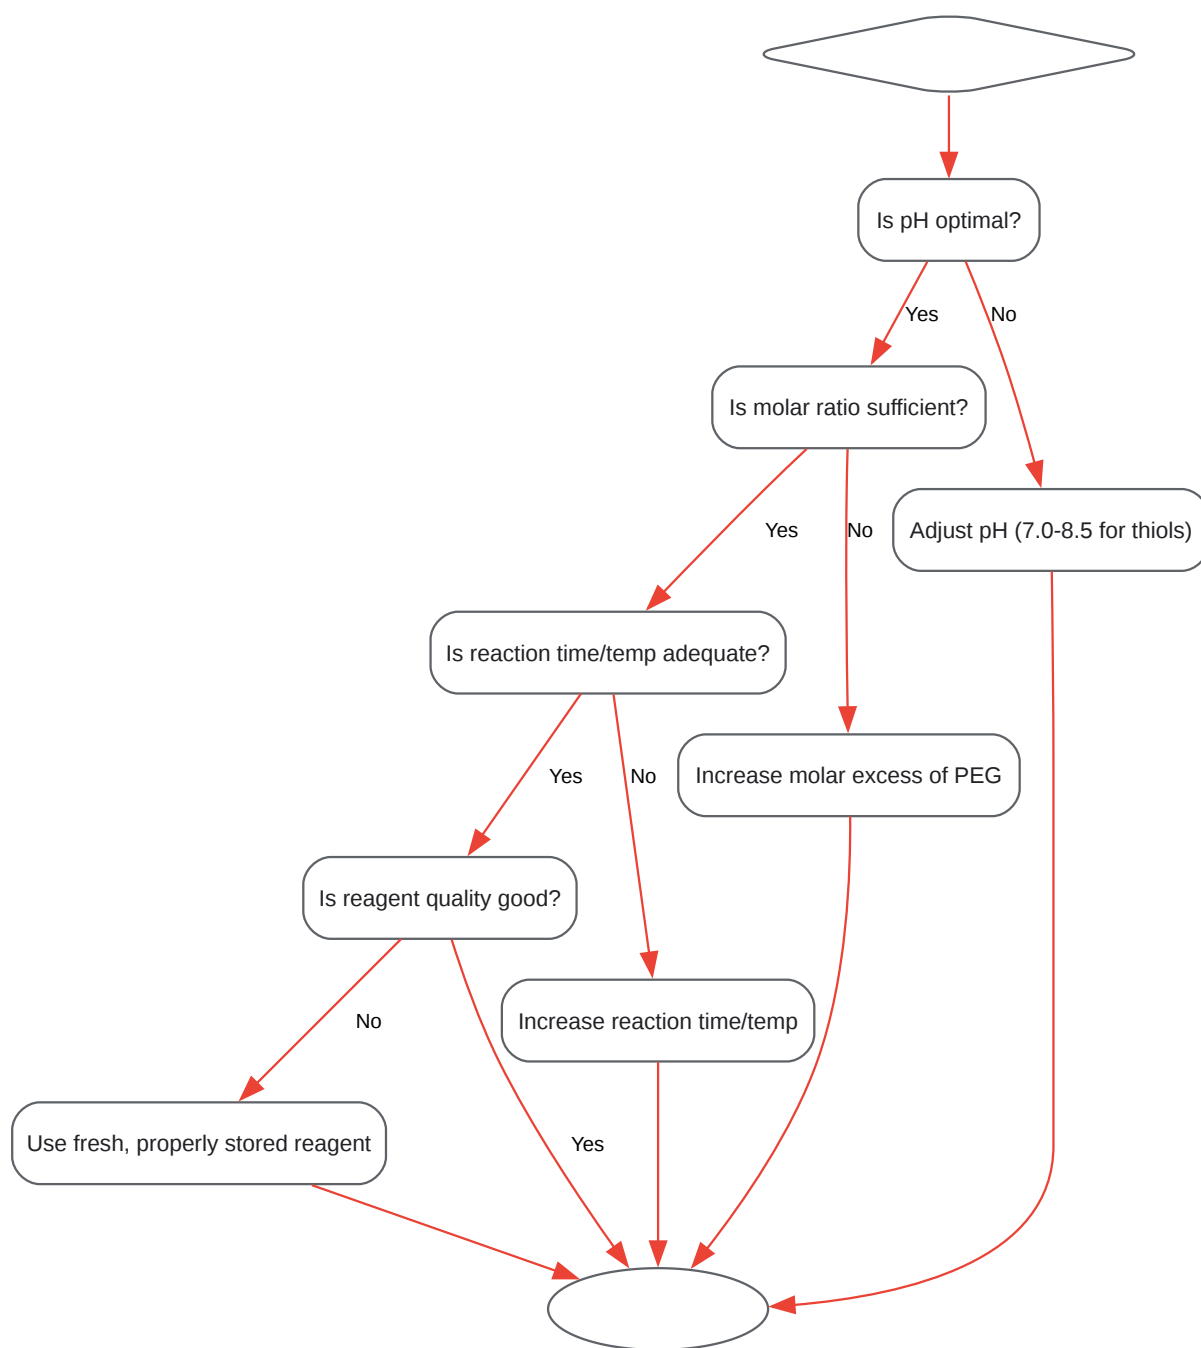 Is pH optimal?
Yes
No
Is molar ratio sufficient?
Yes
No
Adjust pH (7.0-8.5 for thiols)
Is reaction time/temp adequate?
Yes
No
Increase molar excess of PEG
Is reagent quality good?
No
Increase reaction time/temp
Use fresh, properly stored reagent
Yes